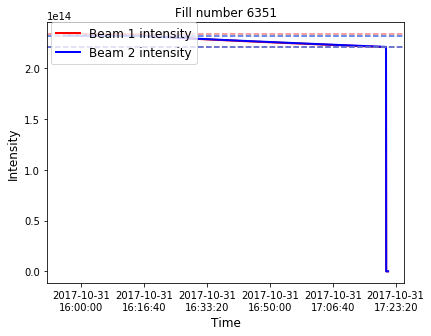 Fill number 6351
1e14
Beam 1 intensity
Beam 2 intensity
2.0
1.5
1.0
0.5
0.0
Intensity
2017-10-31 2017-10-31 2017-10-31 2017-10-31 2017-10-31 2017-10-31
16:00:00 16:16:40 16:33:20 16:50:00 17:06:40 17:23:20
Time